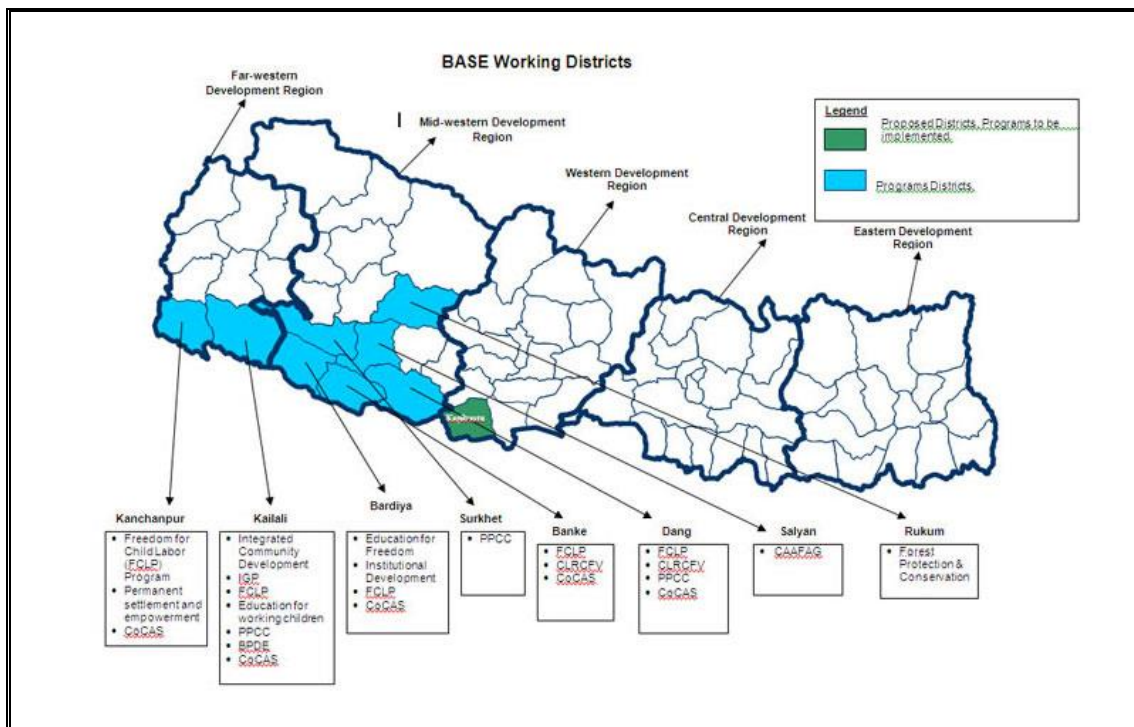 BASE Working Districts
Far-western
Development Region
Mid-western Development
Region
Western Development
Region
Central Development
Region
Eastern Development
Region
Legend
Proposed Districts, Programs to be
implemented.
Programs Districts.
Kanchanpur
• Freedom for
Child Labor
(FCLP)
Program
• Permanent
settlement and
empowerment
• CoCAS
Kailali
• Integrated
Community
Development
• IGP
• FCLP
• Education for
working children
• PPCC
• BPDE
• CoCAS
Bardiya
• Education for
Freedom
• Institutional
Development
• FCLP
• CoCAS
Surkhet
• PPCC
Banke
• FCLP
• CLRCFV
• CoCAS
Dang
• FCLP
• CLRCFV
• PPCC
• CoCAS
Salyan
• CAAFAG
Rukum
• Forest
Protection &
Conservation